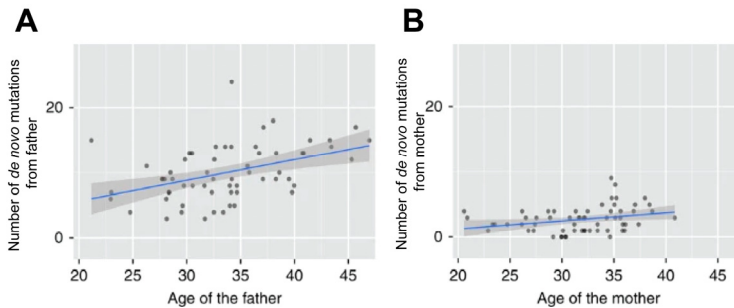 A
Number of de novo mutations
from father
20
0
20 25 30 35 40 45
Age of the father
B
Number of de novo mutations
from mother
20
0
20 25 30 35 40 45
Age of the mother